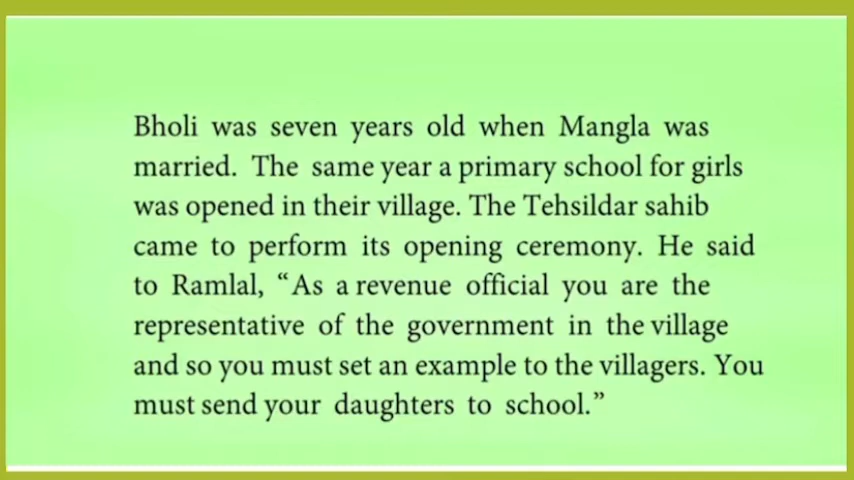 Bholi was seven years old when Mangla was
married. The same year a primary school for girls
was opened in their village. The Tehsildar sahib
came to perform its opening ceremony. He said
to Ramlal, “As a revenue official you are the
representative of the government in the village
and so you must set an example to the villagers. You
must send your daughters to school.”